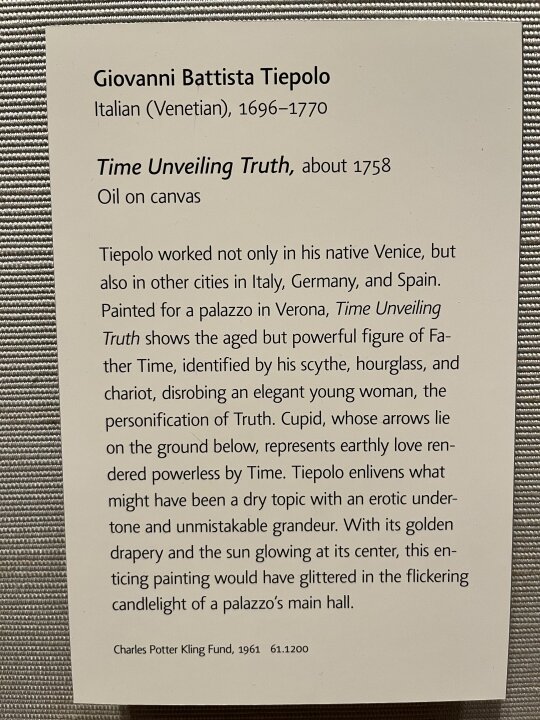 Giovanni Battista Tiepolo
Italian (Venetian), 1696–1770
Time Unveiling Truth, about 1758
Oil on canvas
Tiepolo worked not only in his native Venice, but
also in other cities in Italy, Germany, and Spain.
Painted for a palazzo in Verona, Time Unveiling
Truth shows the aged but powerful figure of Fa-
ther Time, identified by his scythe, hourglass, and
chariot, disrobing an elegant young woman, the
personification of Truth. Cupid, whose arrows lie
on the ground below, represents earthly love ren-
dered powerless by Time. Tiepolo enlivens what
might have been a dry topic with an erotic under-
tone and unmistakable grandeur. With its golden
drapery and the sun glowing at its center, this en-
ticing painting would have glittered in the flickering
candlelight of a palazzo's main hall.
Charles Potter Kling Fund, 1961 61.1200